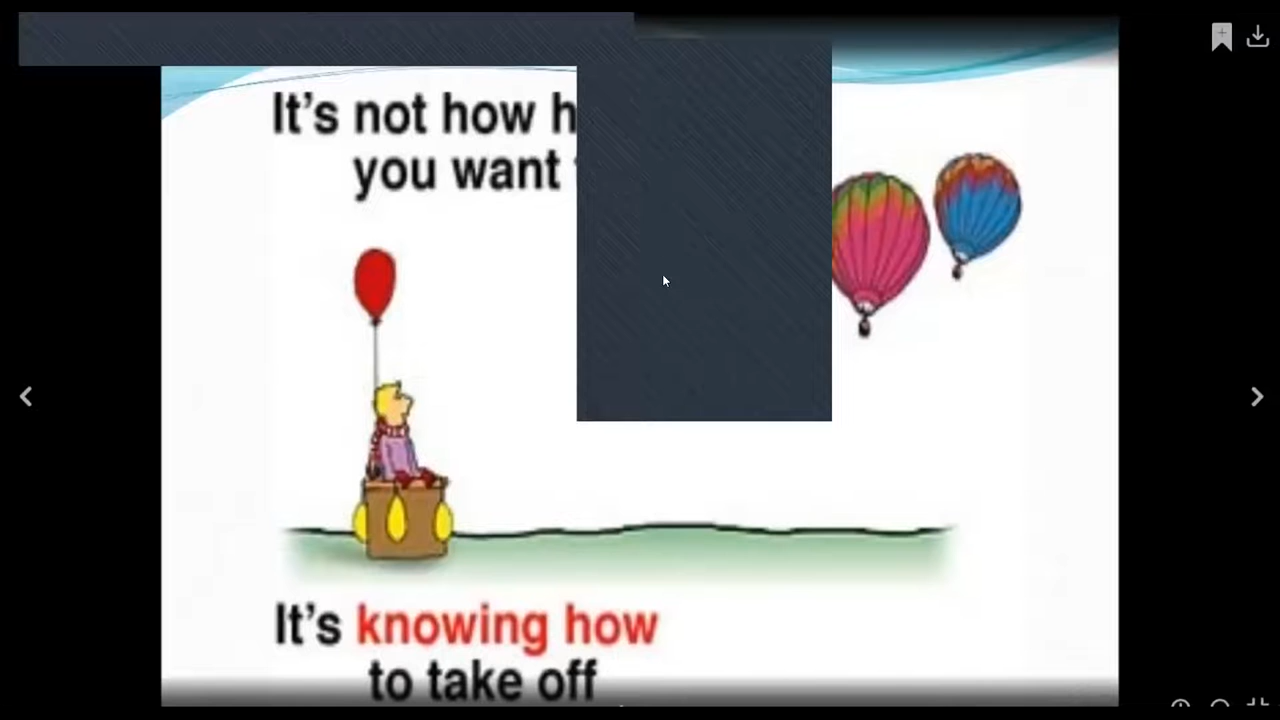 It's not how h
you want
It's knowing how
to take off